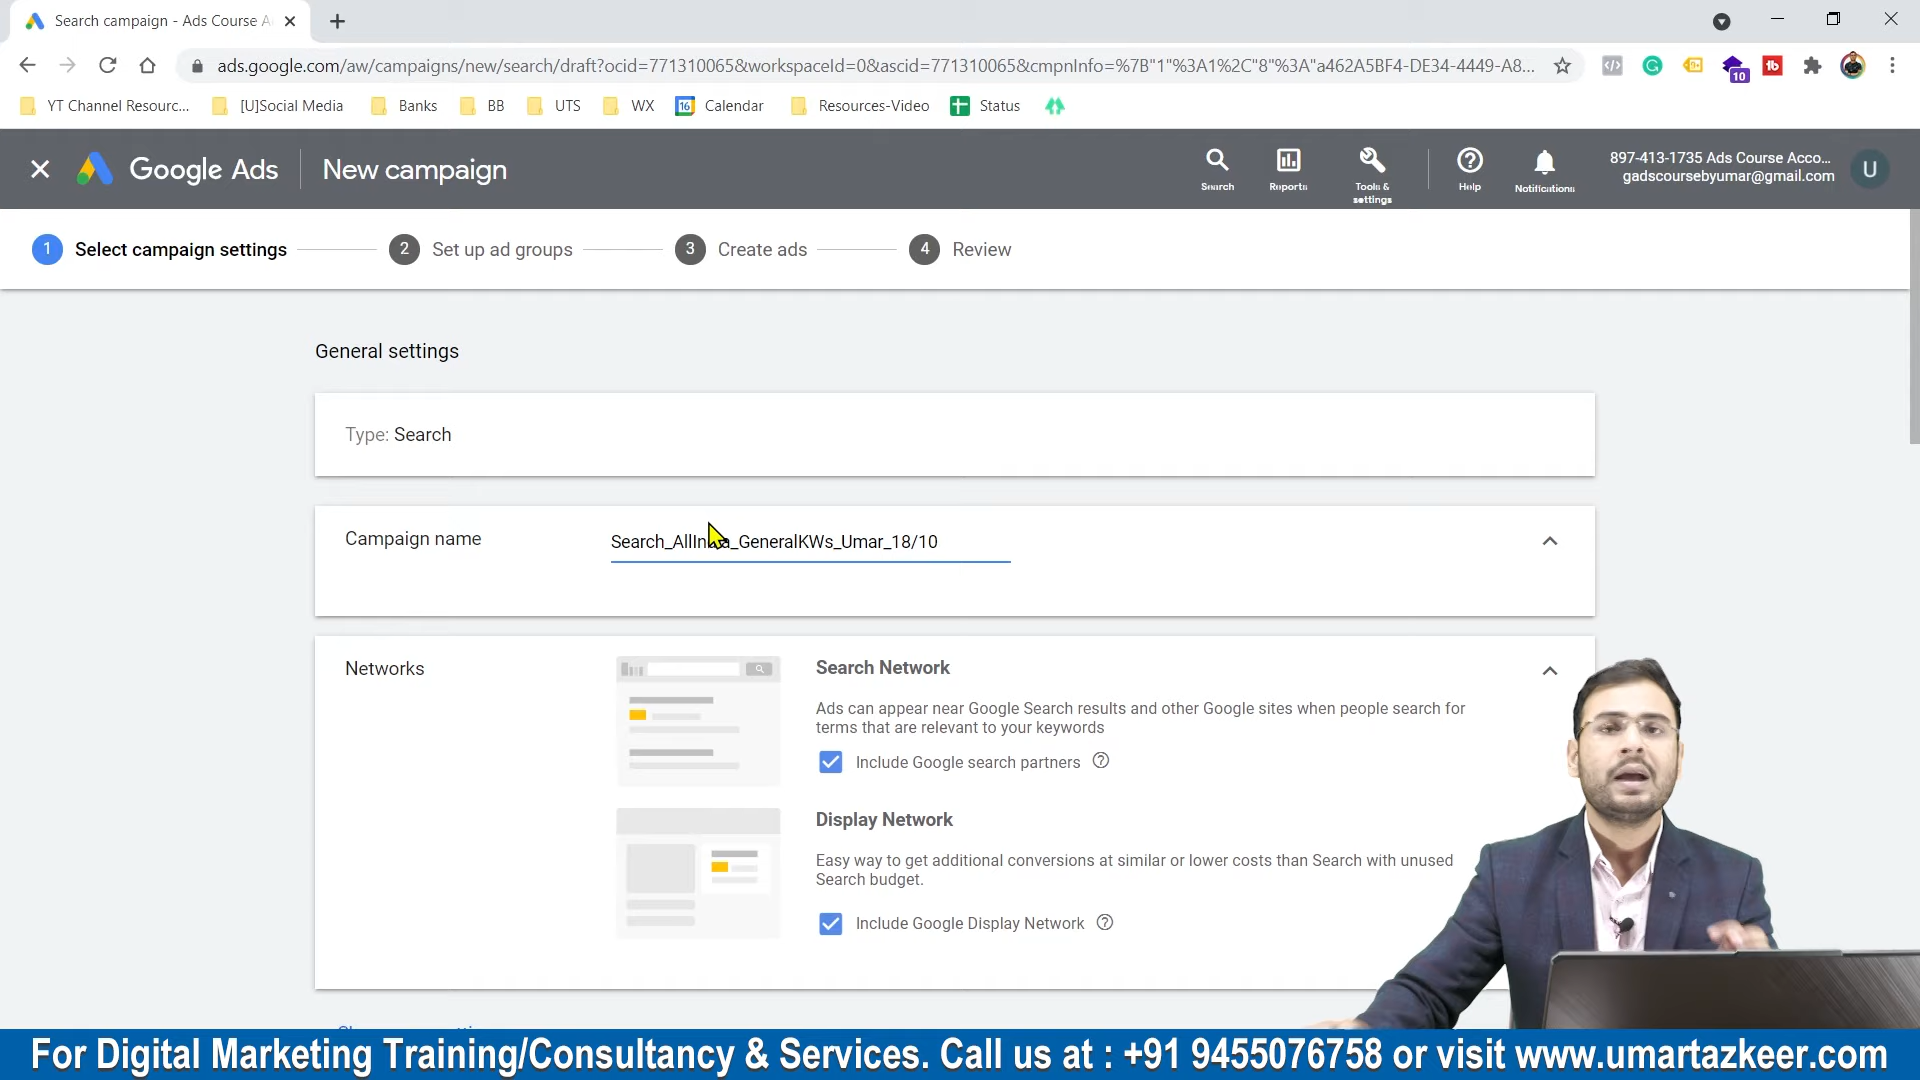 Search campaign - Ads Course A
ads.google.com/aw/campaigns/new/search/draft?ocid=771310065&workspaceId=0&ascid=771310065&cmpnInfo=%7B"1"%3A1%2C"8"%3A"a462A5BF4-DE34-4449-A8...
10
YT Channel Resourc... [U]Social Media Banks BB UTS WX 16 Calendar Resources-Video Status
Google Ads New campaign
Search Reports Tools & settings Help Notifications
897-413-1735 Ads Course Acco...
gadscoursebyumar@gmail.com
U
1 Select campaign settings 2 Set up ad groups 3 Create ads 4 Review
General settings
Type: Search
Campaign name Search_AllIndia_GeneralKWs_Umar_18/10
Networks
Search Network
Ads can appear near Google Search results and other Google sites when people search for
terms that are relevant to your keywords
Include Google search partners
Display Network
Easy way to get additional conversions at similar or lower costs than Search with unused
Search budget.
Include Google Display Network
For Digital Marketing Training/Consultancy & Services. Call us at : +91 9455076758 or visit www.umartazkeer.com